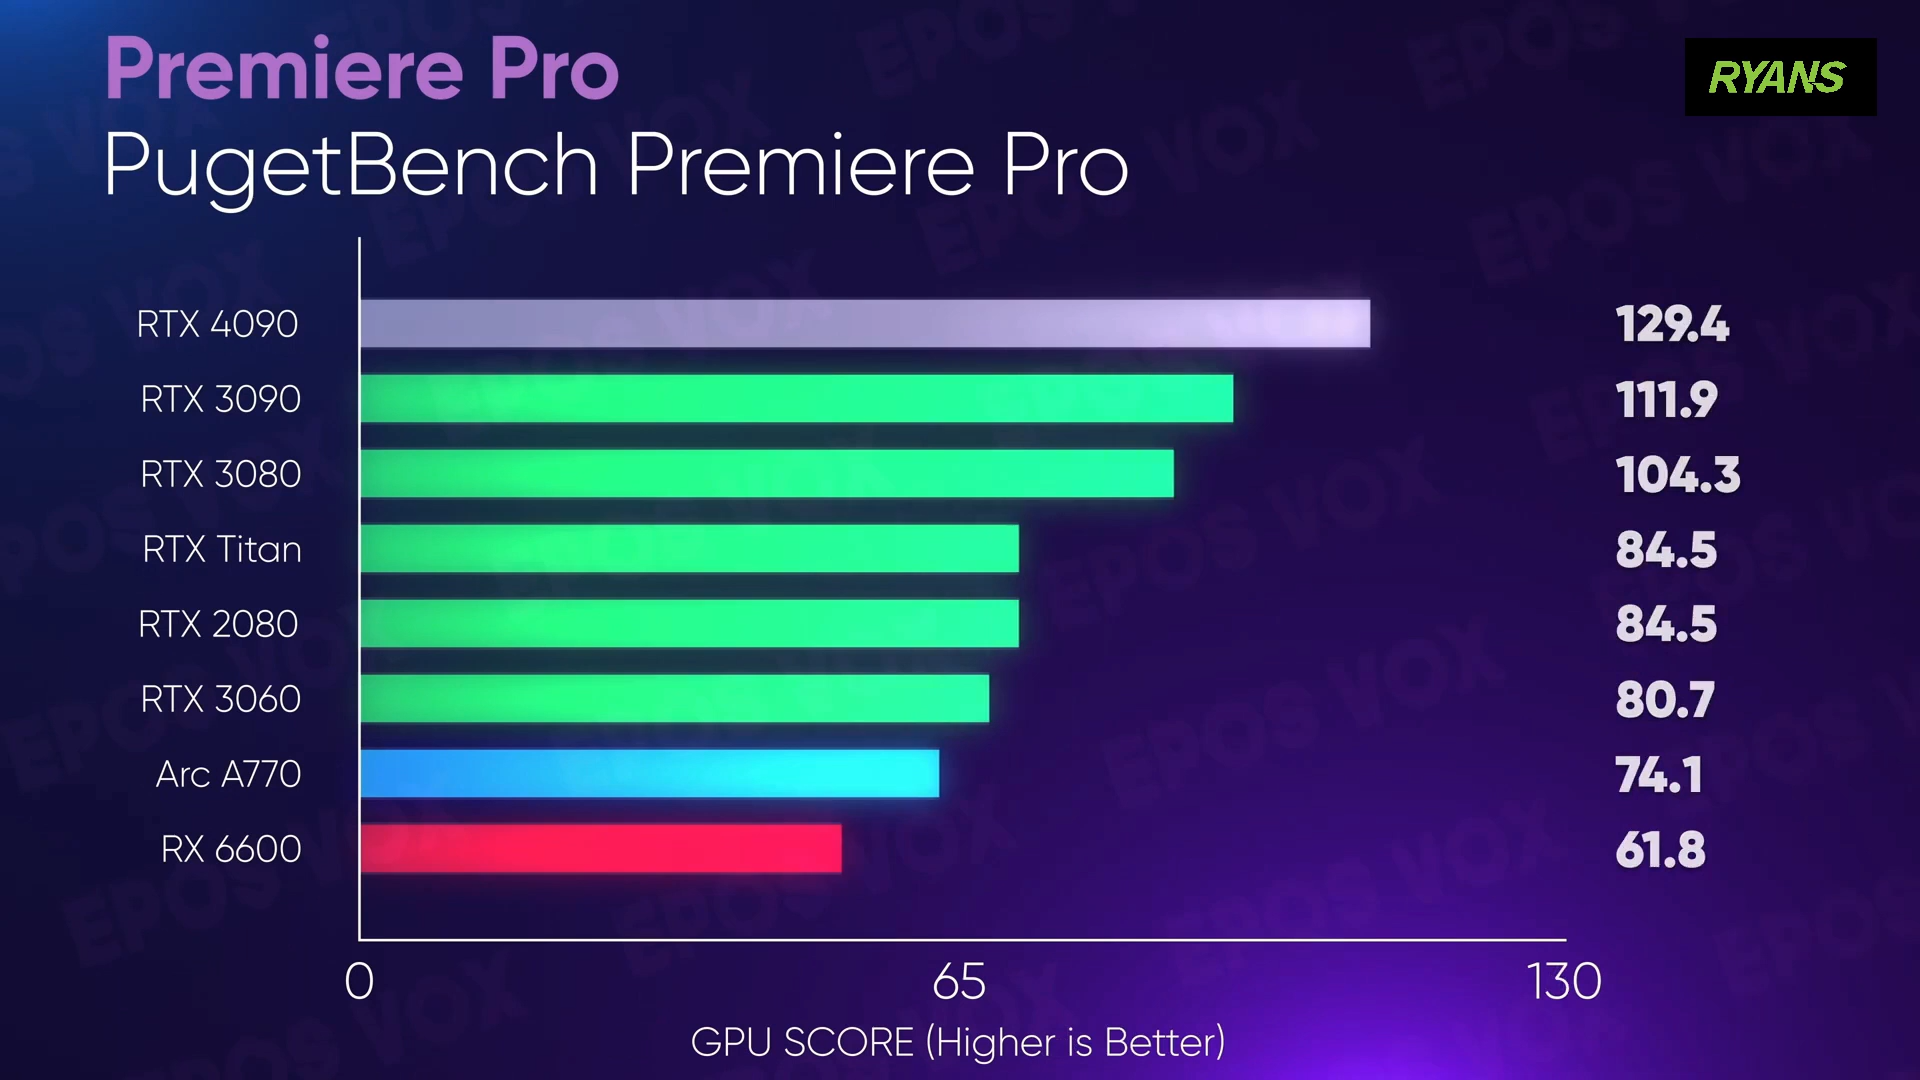 Premiere Pro
RYANS
PugetBench Premiere Pro
RTX 4090 129.4
RTX 3090 111.9
RTX 3080 104.3
RTX Titan 84.5
RTX 2080 84.5
RTX 3060 80.7
Arc A770 74.1
RX 6600 61.8
0 65 130
GPU SCORE (Higher is Better)
EPOS VOX